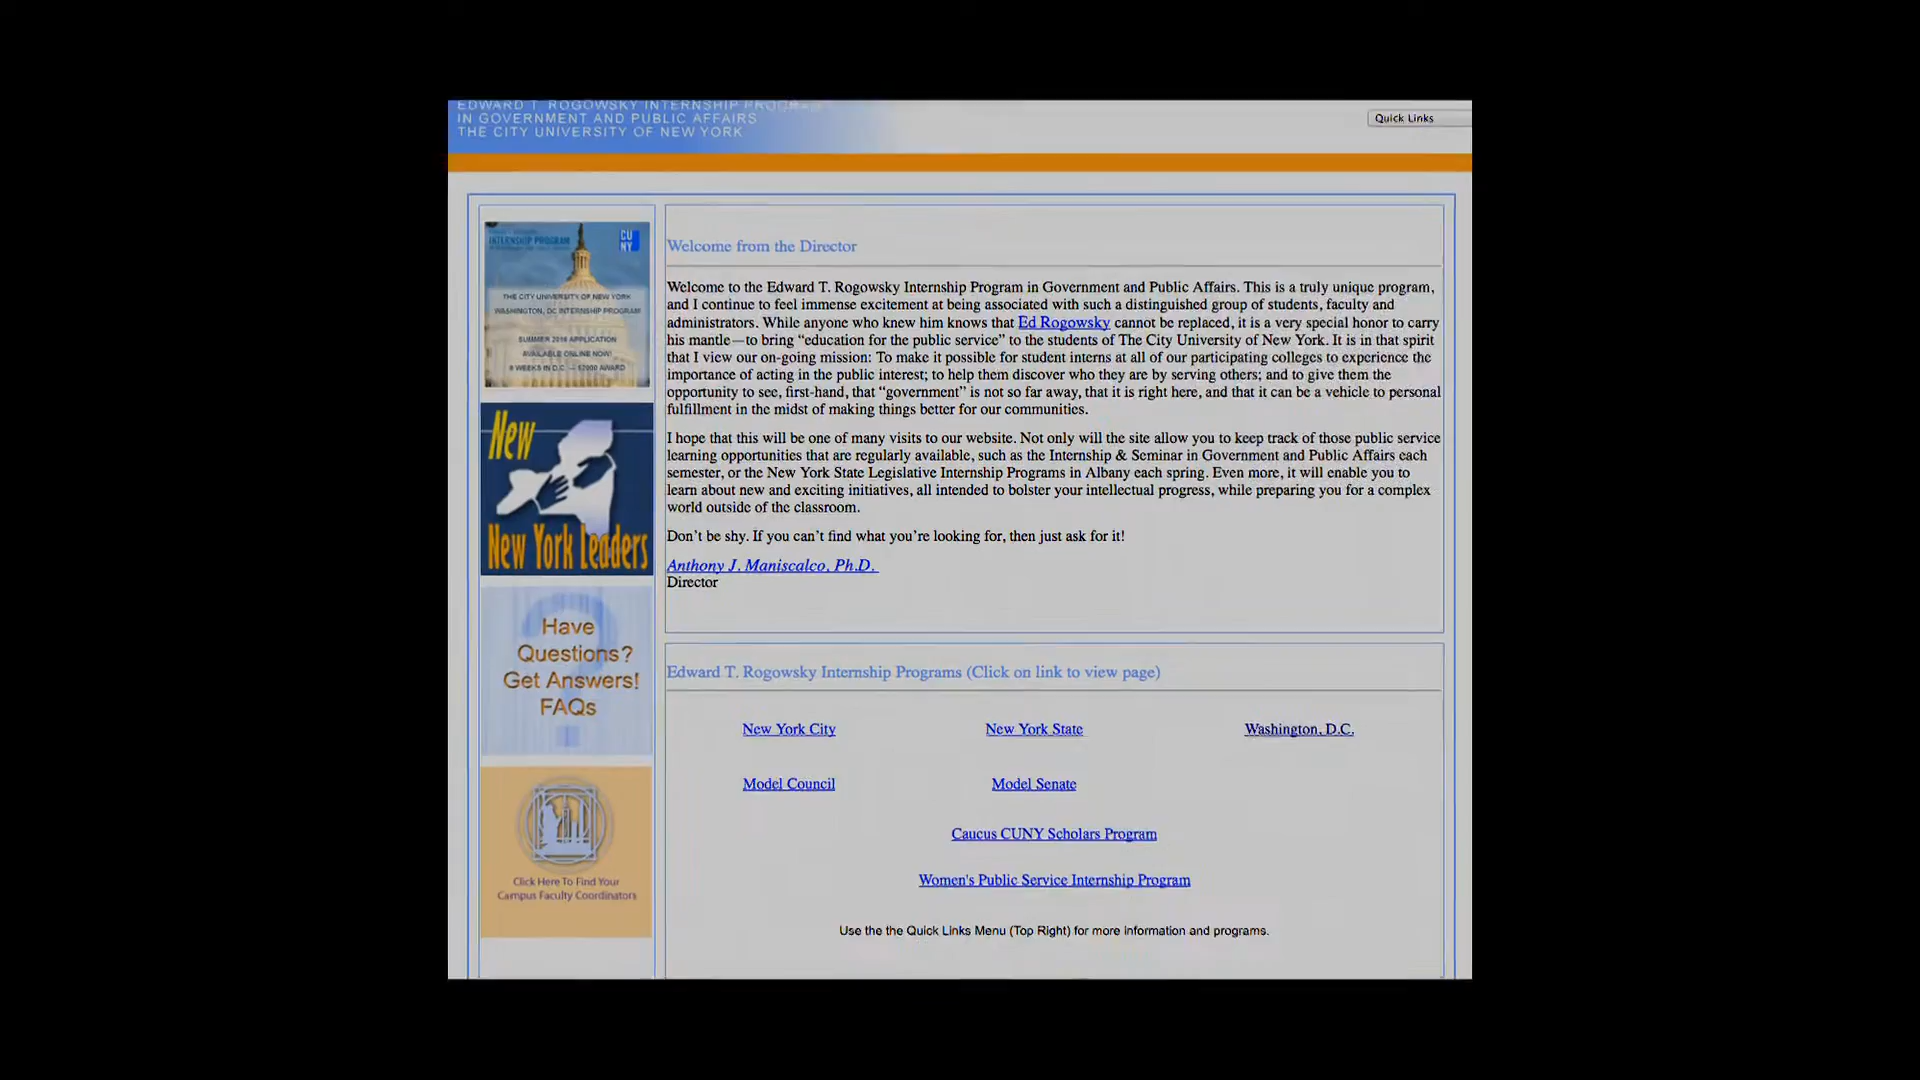 EDWARD T. ROGOWSKY INTERNSHIP PROGRAM
IN GOVERNMENT AND PUBLIC AFFAIRS
THE CITY UNIVERSITY OF NEW YORK
Quick Links
INTERNSHIP PROGRAM
CU
NY
THE CITY UNIVERSITY OF NEW YORK
WASHINGTON, DC INTERNSHIP PROGRAM
SUMMER 2016 APPLICATION
AVAILABLE ONLINE NOW!
8 WEEKS IN D.C. — $2000 AWARD
New
New York Leaders
Have
Questions?
Get Answers!
FAQs
Click Here To Find Your
Campus Faculty Coordinators
Welcome from the Director
Welcome to the Edward T. Rogowsky Internship Program in Government and Public Affairs. This is a truly unique program,
and I continue to feel immense excitement at being associated with such a distinguished group of students, faculty and
administrators. While anyone who knew him knows that Ed Rogowsky cannot be replaced, it is a very special honor to carry
his mantle—to bring “education for the public service” to the students of The City University of New York. It is in that spirit
that I view our on-going mission: To make it possible for student interns at all of our participating colleges to experience the
importance of acting in the public interest; to help them discover who they are by serving others; and to give them the
opportunity to see, first-hand, that “government” is not so far away, that it is right here, and that it can be a vehicle to personal
fulfillment in the midst of making things better for our communities.
I hope that this will be one of many visits to our website. Not only will the site allow you to keep track of those public service
learning opportunities that are regularly available, such as the Internship & Seminar in Government and Public Affairs each
semester, or the New York State Legislative Internship Programs in Albany each spring. Even more, it will enable you to
learn about new and exciting initiatives, all intended to bolster your intellectual progress, while preparing you for a complex
world outside of the classroom.
Don’t be shy. If you can’t find what you’re looking for, then just ask for it!
Anthony J. Maniscalco, Ph.D.
Director
Edward T. Rogowsky Internship Programs (Click on link to view page)
New York City
New York State
Washington, D.C.
Model Council
Model Senate
Caucus CUNY Scholars Program
Women's Public Service Internship Program
Use the the Quick Links Menu (Top Right) for more information and programs.